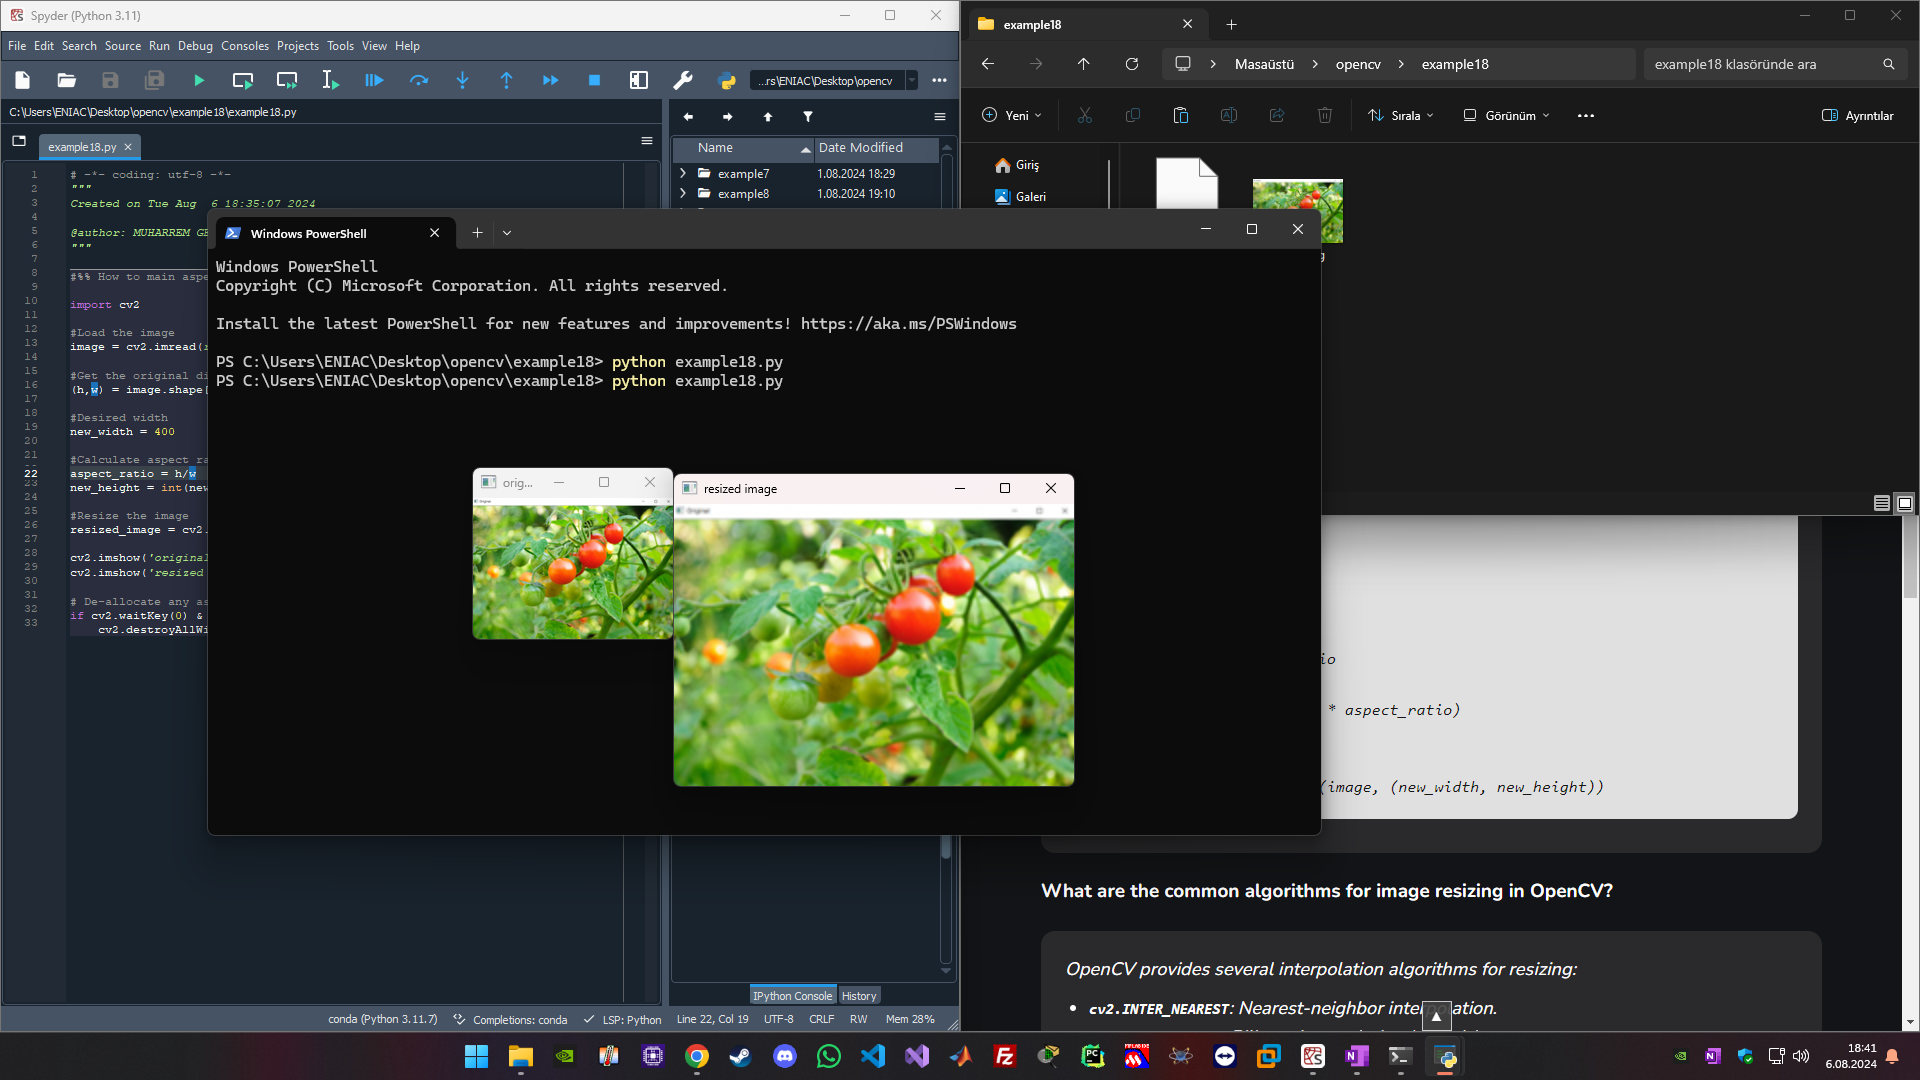 Spyder (Python 3.11)
File Edit Search Source Run Debug Consoles Projects Tools View Help
...rs\ENIAC\Desktop\opencv
C:\Users\ENIAC\Desktop\opencv\example18\example18.py
example18.py
1 # -*- coding: utf-8 -*-
2 """
3 Created on Tue Aug  6 18:35:07 2024
4
5 @author: MUHARREM GE
6 """
7
8 #%% How to main aspe
9
10 import cv2
11
12 #Load the image
13 image = cv2.imread(r
14
15 #Get the original di
16 (h,w) = image.shape[
17
18 #Desired width
19 new_width = 400
20
21 #Calculate aspect ra
22 aspect_ratio = h/w
23 new_height = int(new
24
25 #Resize the image
26 resized_image = cv2.
27
28 cv2.imshow('original
29 cv2.imshow('resized
30
31 # De-allocate any as
32 if cv2.waitKey(0) &
33 cv2.destroyAllWi
Name Date Modified
example7 1.08.2024 18:29
example8 1.08.2024 19:10
IPython Console History
conda (Python 3.11.7) Completions: conda LSP: Python Line 22, Col 19 UTF-8 CRLF RW Mem 28%
example18
Masaüstü opencv example18
example18 klasöründe ara
Yeni Sırala Görünüm Ayrıntılar
Giriş
Galeri
g
Windows PowerShell
Windows PowerShell
Copyright (C) Microsoft Corporation. All rights reserved.
Install the latest PowerShell for new features and improvements! https://aka.ms/PSWindows
PS C:\Users\ENIAC\Desktop\opencv\example18> python example18.py
PS C:\Users\ENIAC\Desktop\opencv\example18> python example18.py
orig...
Original
resized image
Original
io
* aspect_ratio)
(image, (new_width, new_height))
What are the common algorithms for image resizing in OpenCV?
OpenCV provides several interpolation algorithms for resizing:
• cv2.INTER_NEAREST: Nearest-neighbor interpolation.
18:41
6.08.2024